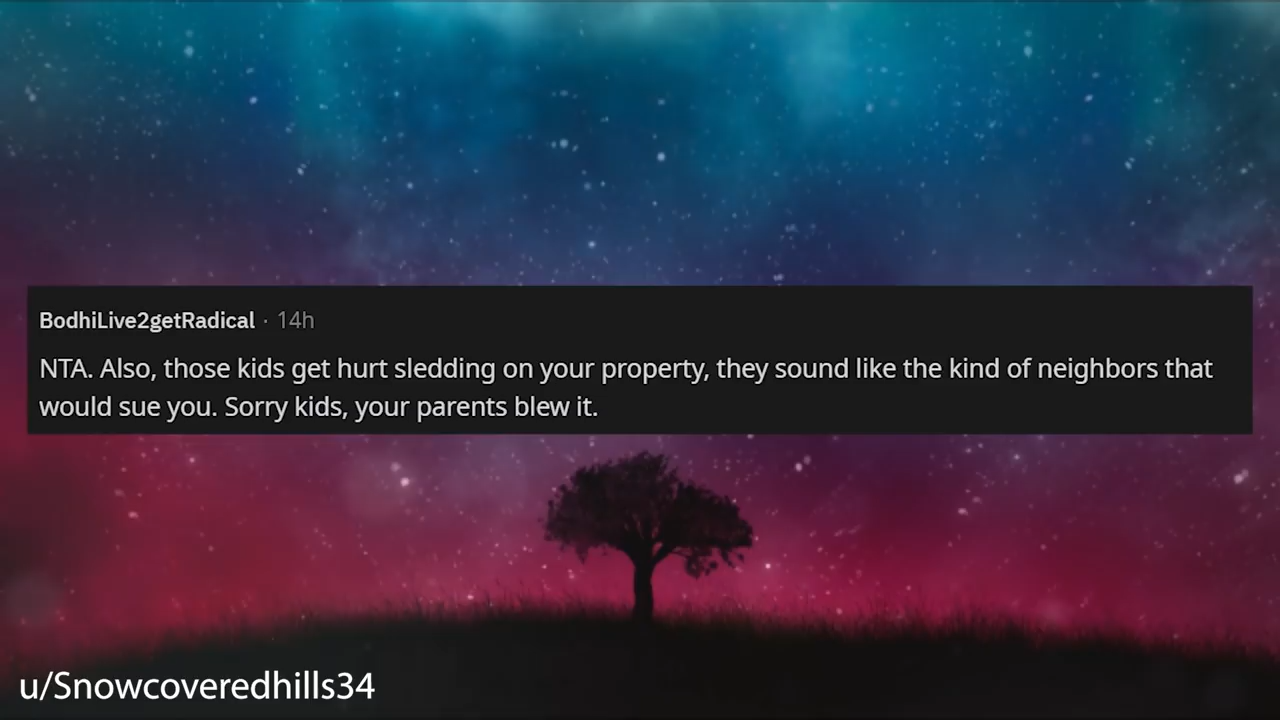 BodhiLive2getRadical · 14h
NTA. Also, those kids get hurt sledding on your property, they sound like the kind of neighbors that
would sue you. Sorry kids, your parents blew it.
u/Snowcoveredhills34